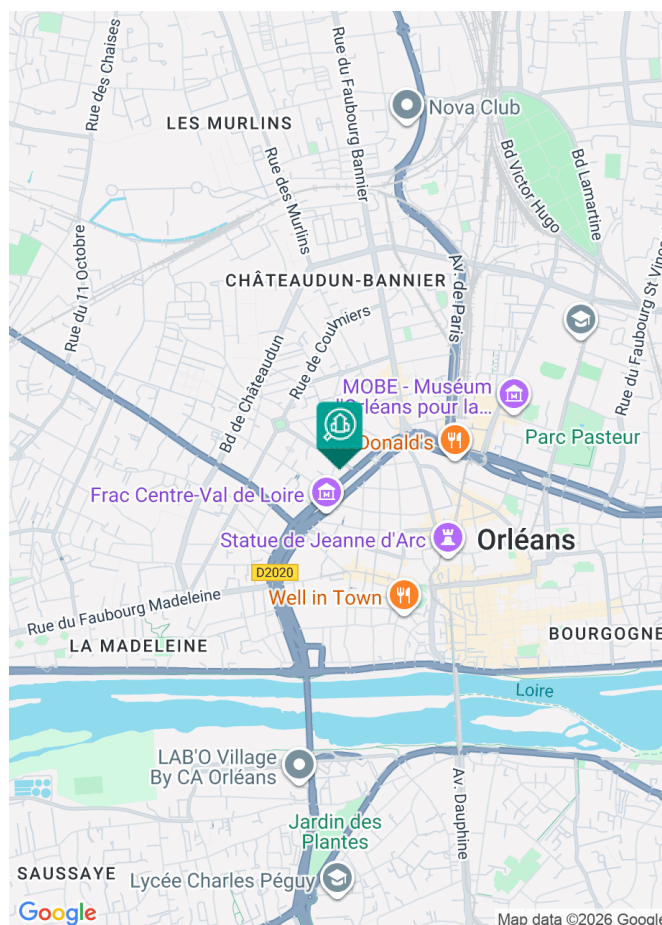 Rue des Chaises
Rue du Faubourg Bannier
Nova Club
LES MURLINS
Rue des Murlins
Bd Victor Hugo
Bd Lamartine
Rue du 11 Octobre
CHÂTEAUDUN-BANNIER
Av. de Paris
Rue du Faubourg St Vince
Rue de Coulmiers
Bd de Châteaudun
MOBE - Muséum
d'Orléans pour la...
Donald's
Parc Pasteur
Frac Centre-Val de Loire
Statue de Jeanne d'Arc
Orléans
D2020
Well in Town
Rue du Faubourg Madeleine
LA MADELEINE
BOURGOGNE
Loire
LAB'O Village
By CA Orléans
Av. Dauphine
Jardin des
Plantes
SAUSSAYE
Lycée Charles Péguy
Google
Map data ©2026 Google